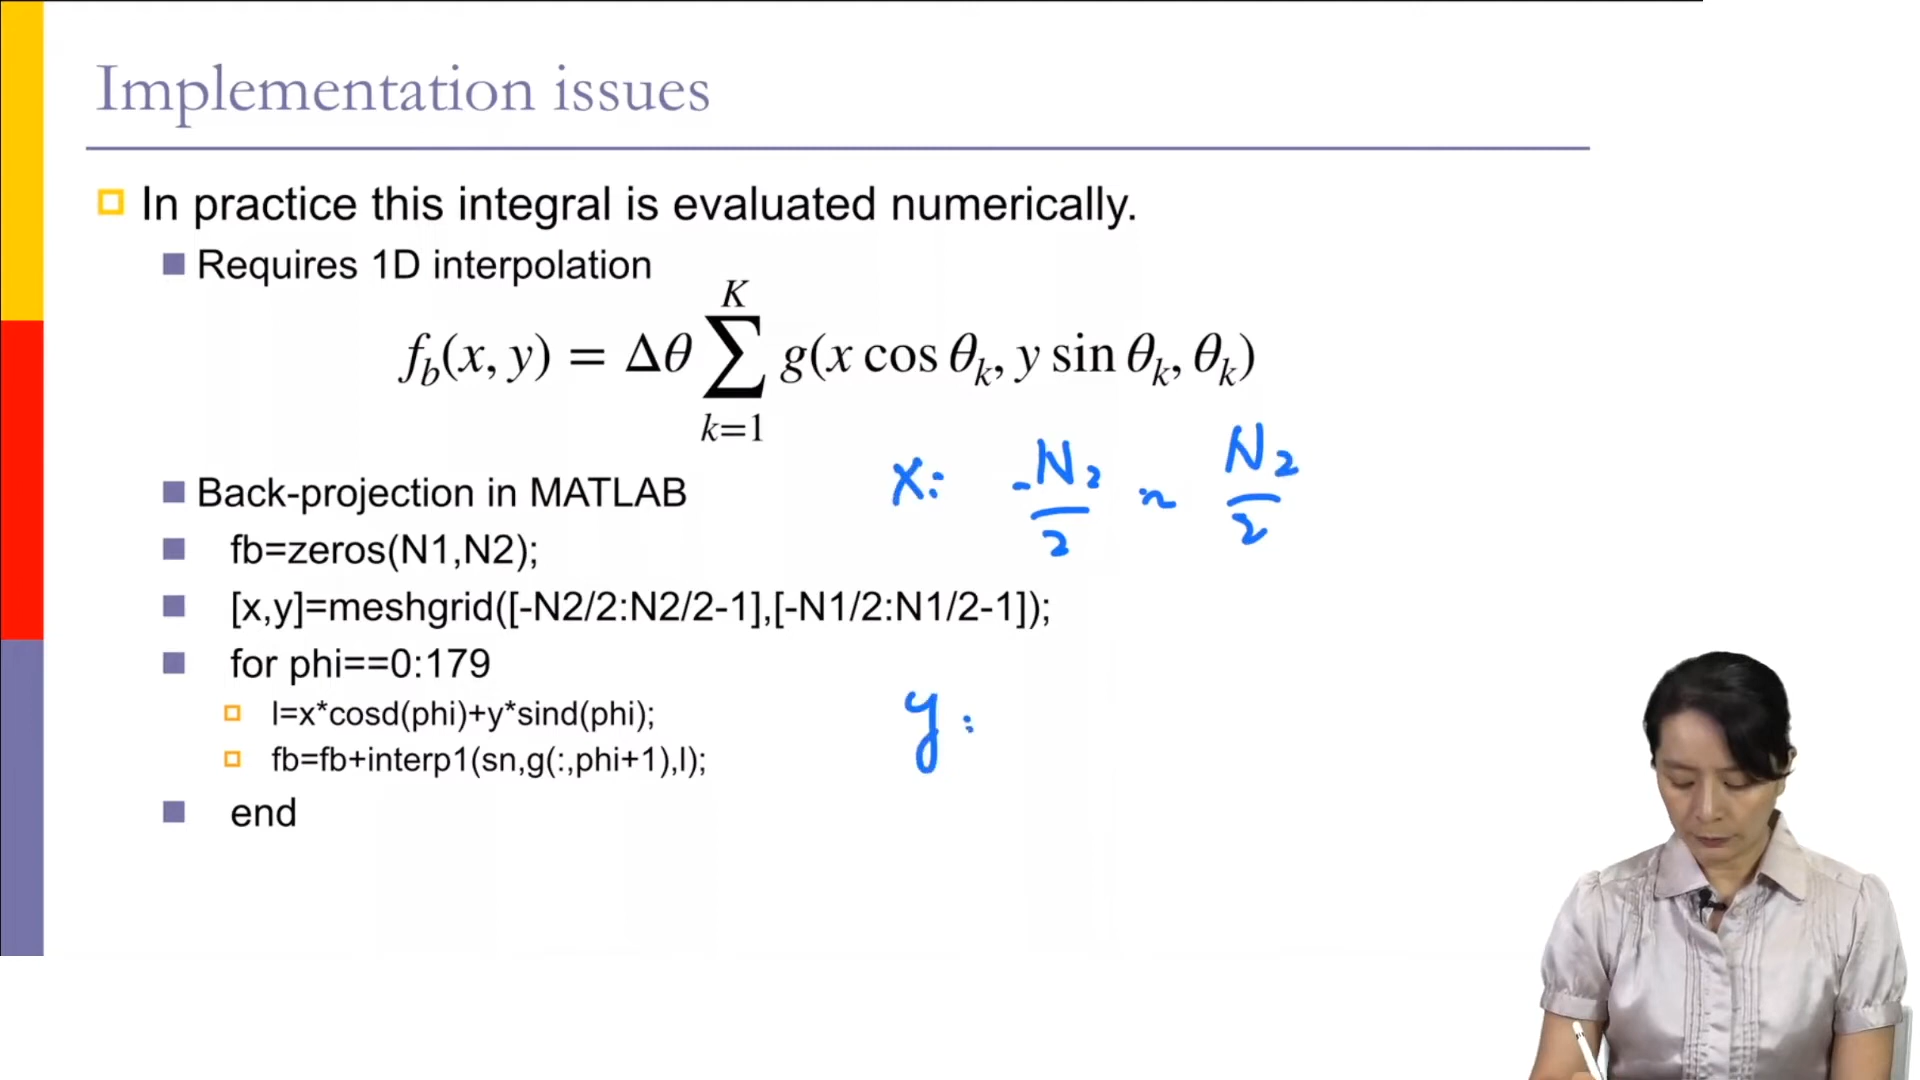 Implementation issues
In practice this integral is evaluated numerically.
Requires 1D interpolation
f_b(x, y) = Δθ ∑_{k=1}^{K} g(x cos θ_k, y sin θ_k, θ_k)
x: -N₂/2 ~ N₂/2
Back-projection in MATLAB
fb=zeros(N1,N2);
[x,y]=meshgrid([-N2/2:N2/2-1],[-N1/2:N1/2-1]);
for phi==0:179
l=x*cosd(phi)+y*sind(phi);
y:
fb=fb+interp1(sn,g(:,phi+1),l);
end